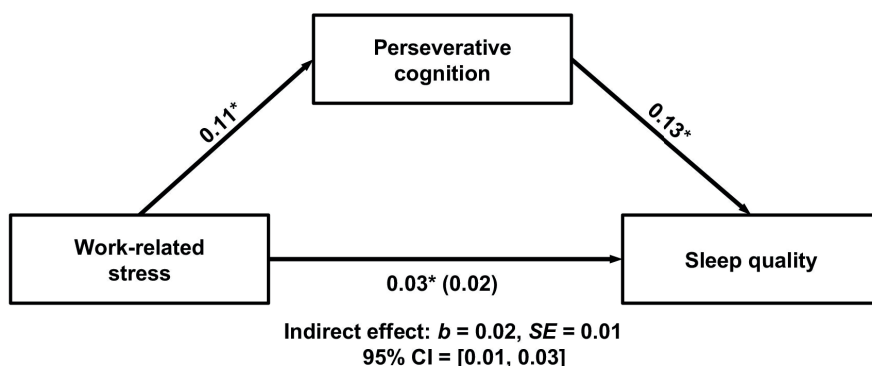 Perseverative
cognition
0.11*
0.13*
Work-related
stress
Sleep quality
0.03* (0.02)
Indirect effect: b = 0.02, SE = 0.01
95% CI = [0.01, 0.03]